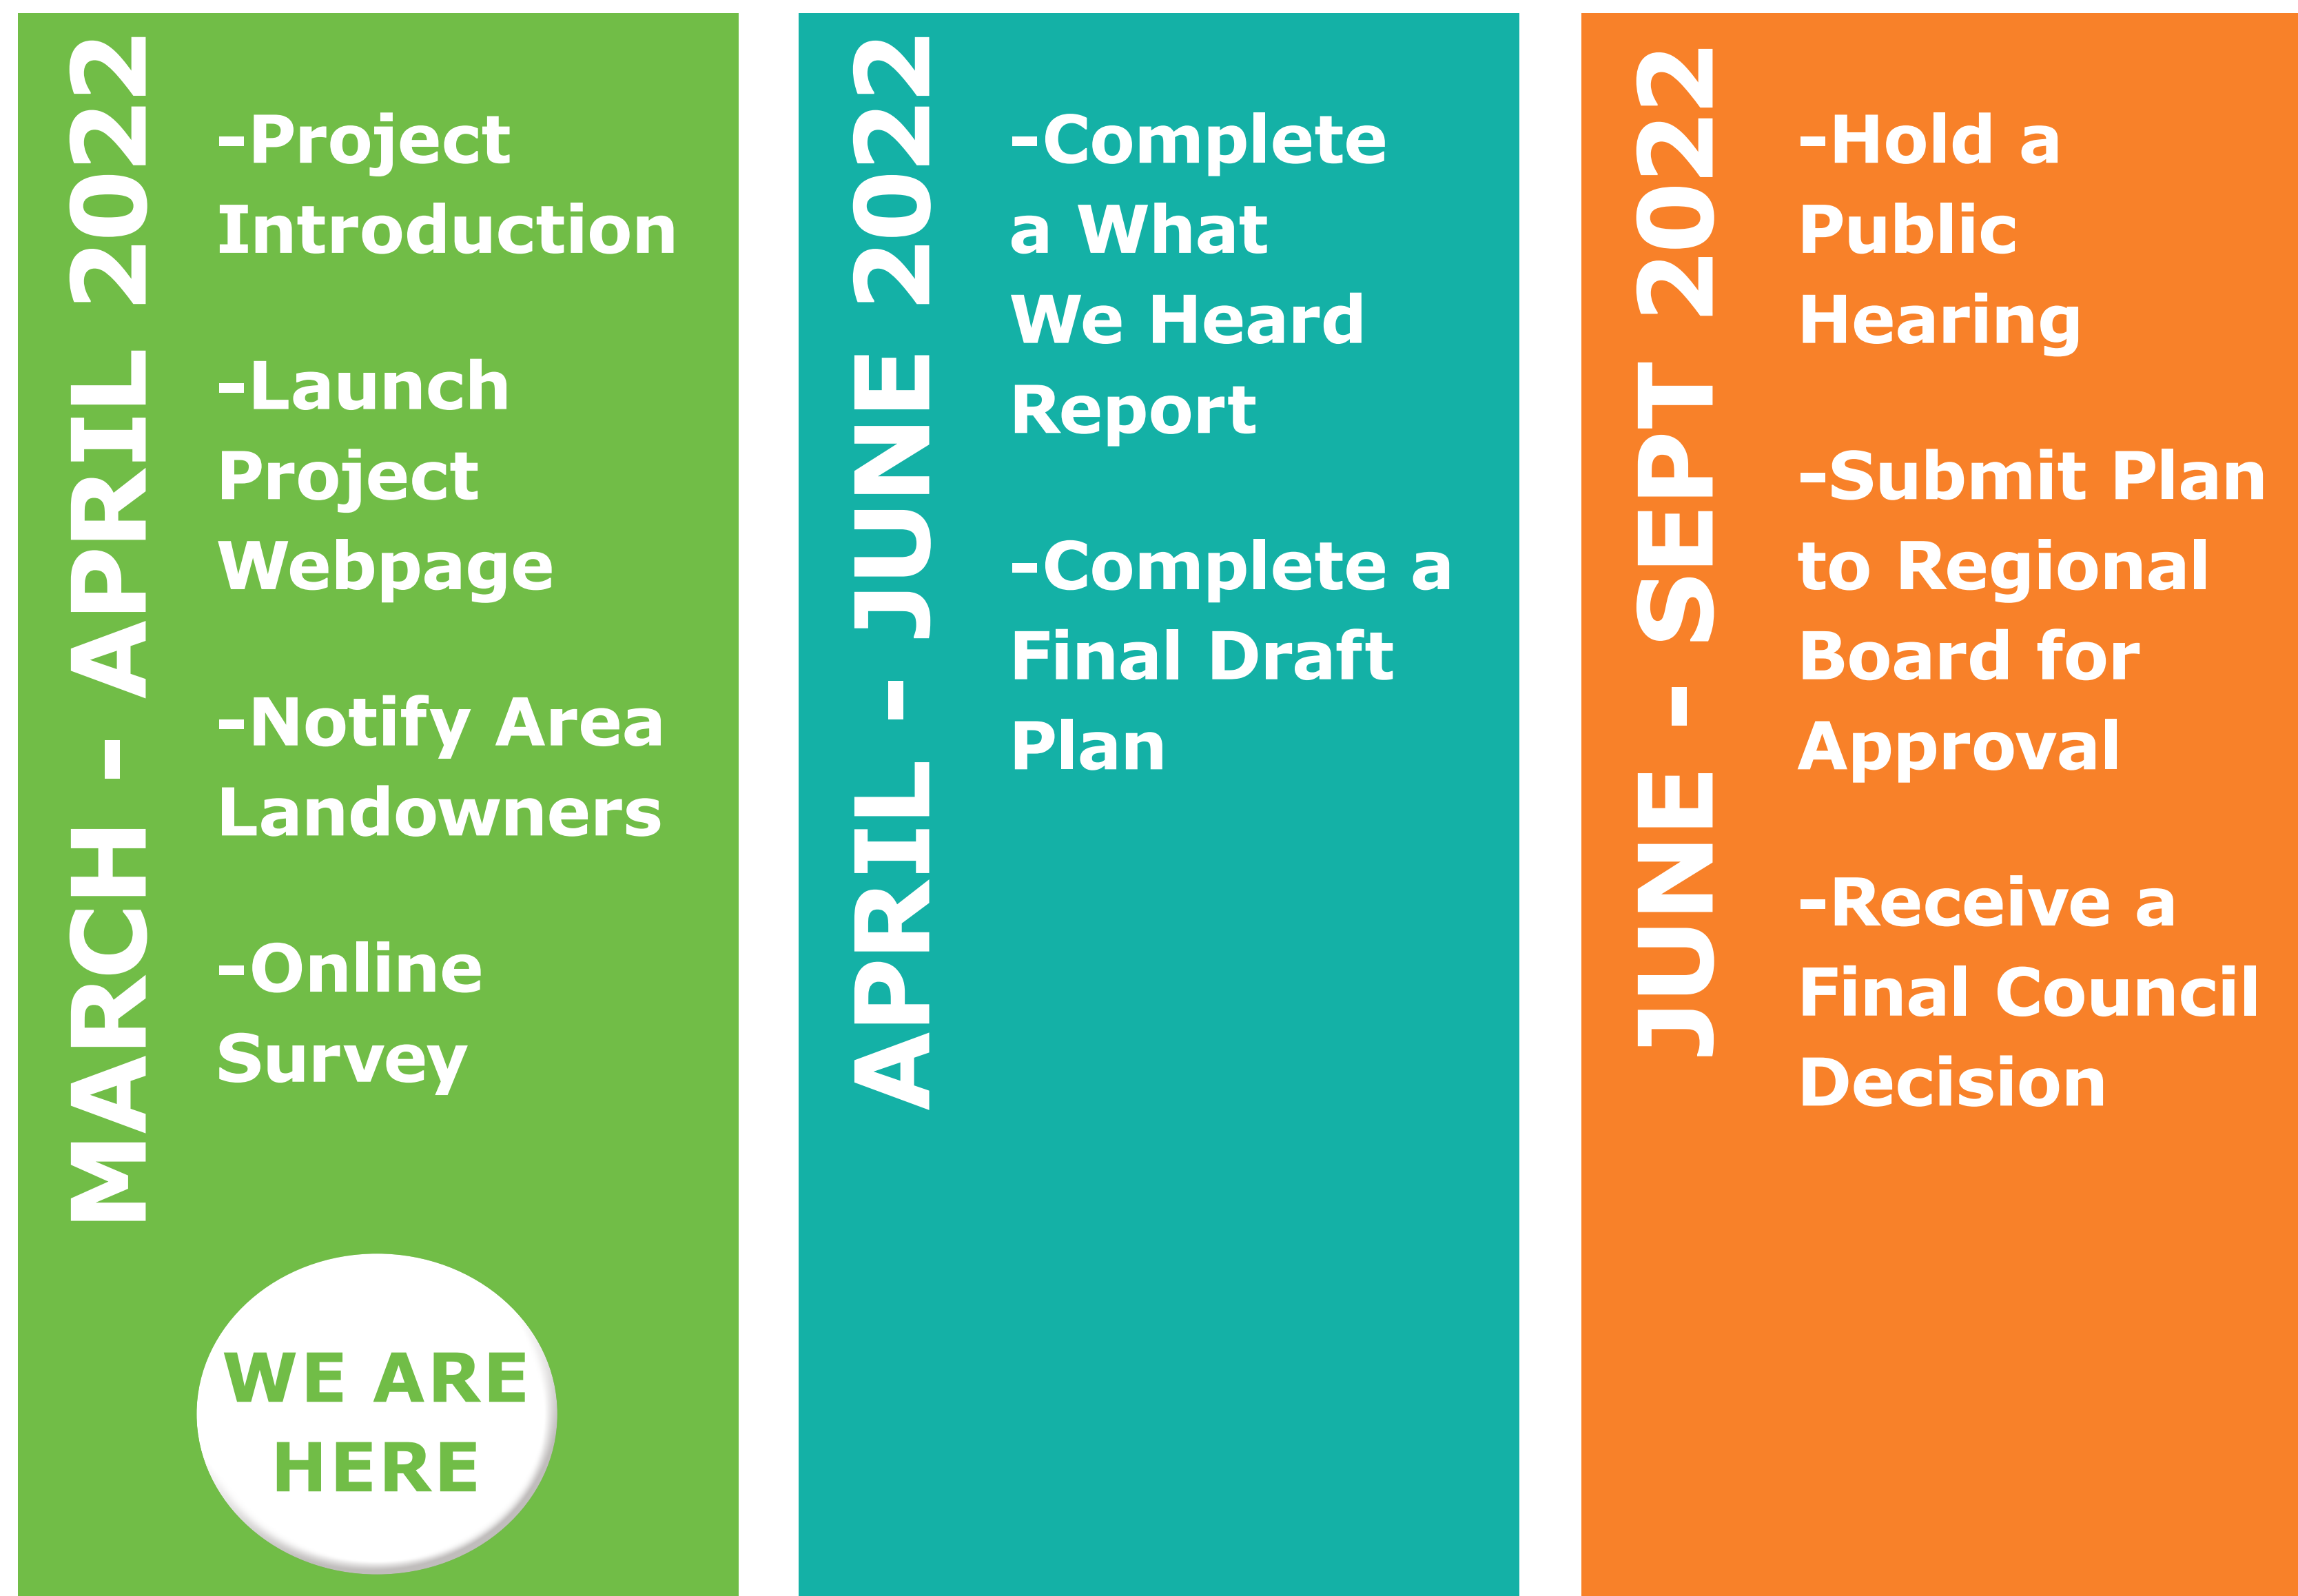 MARCH - APRIL 2022
-Project
Introduction
-Launch
Project
Webpage
-Notify Area
Landowners
-Online
Survey
WE ARE
HERE
APRIL - JUNE 2022
-Complete
a What
We Heard
Report
-Complete a
Final Draft
Plan
JUNE - SEPT 2022
-Hold a
Public
Hearing
-Submit Plan
to Regional
Board for
Approval
-Receive a
Final Council
Decision